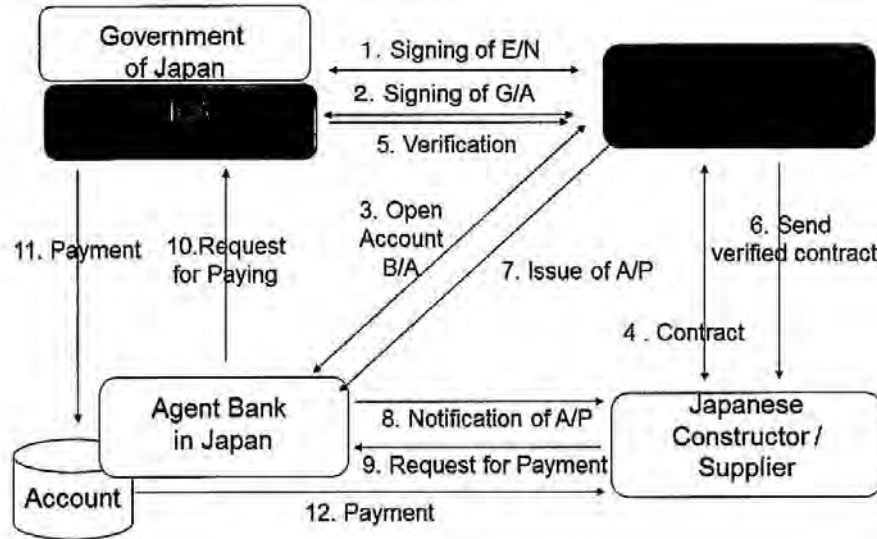 Government
of Japan
1. Signing of E/N
2. Signing of G/A
5. Verification
3. Open
Account
B/A
6. Send
verified contract
11. Payment
10.Request
for Paying
7. Issue of A/P
4 . Contract
Agent Bank
in Japan
8. Notification of A/P
Japanese
Constructor /
Supplier
9. Request for Payment
Account
12. Payment